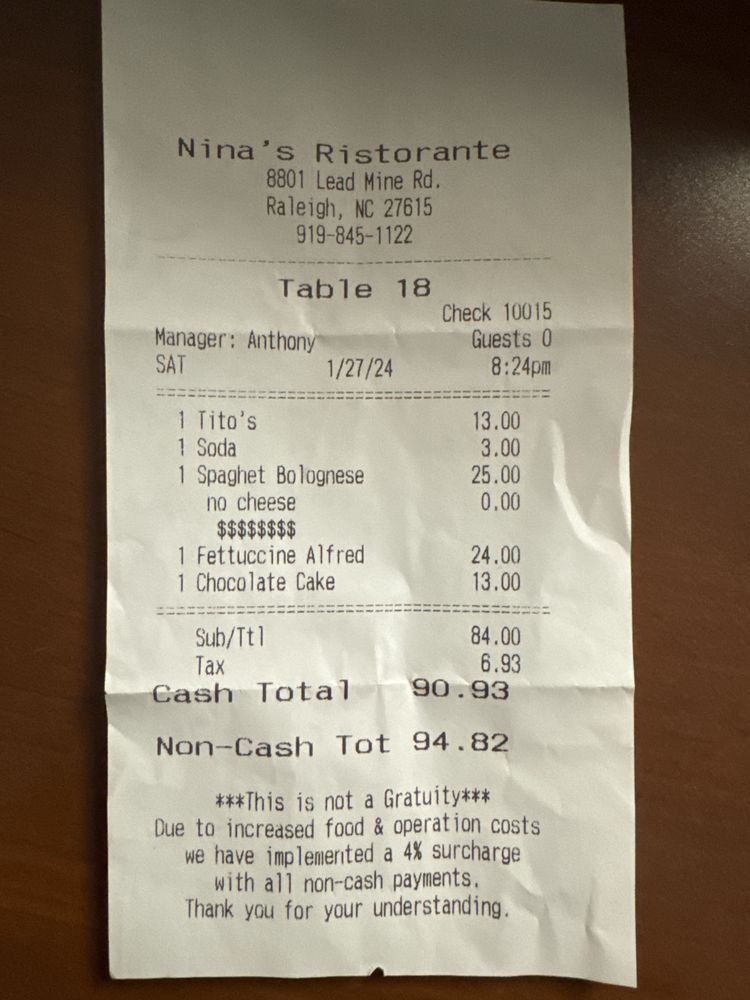 Nina's Ristorante
8801 Lead Mine Rd.
Raleigh, NC 27615
919-845-1122
Table 18
Check 10015
Manager: Anthony Guests 0
SAT 1/27/24 8:24pm
1 Tito's 13.00
1 Soda 3.00
1 Spaghet Bolognese 25.00
no cheese 0.00
$$$$$$$$
1 Fettuccine Alfred 24.00
1 Chocolate Cake 13.00
Sub/Ttl 84.00
Tax 6.93
Cash Total 90.93
Non-Cash Tot 94.82
***This is not a Gratuity***
Due to increased food & operation costs
we have implemented a 4% surcharge
with all non-cash payments.
Thank you for your understanding.